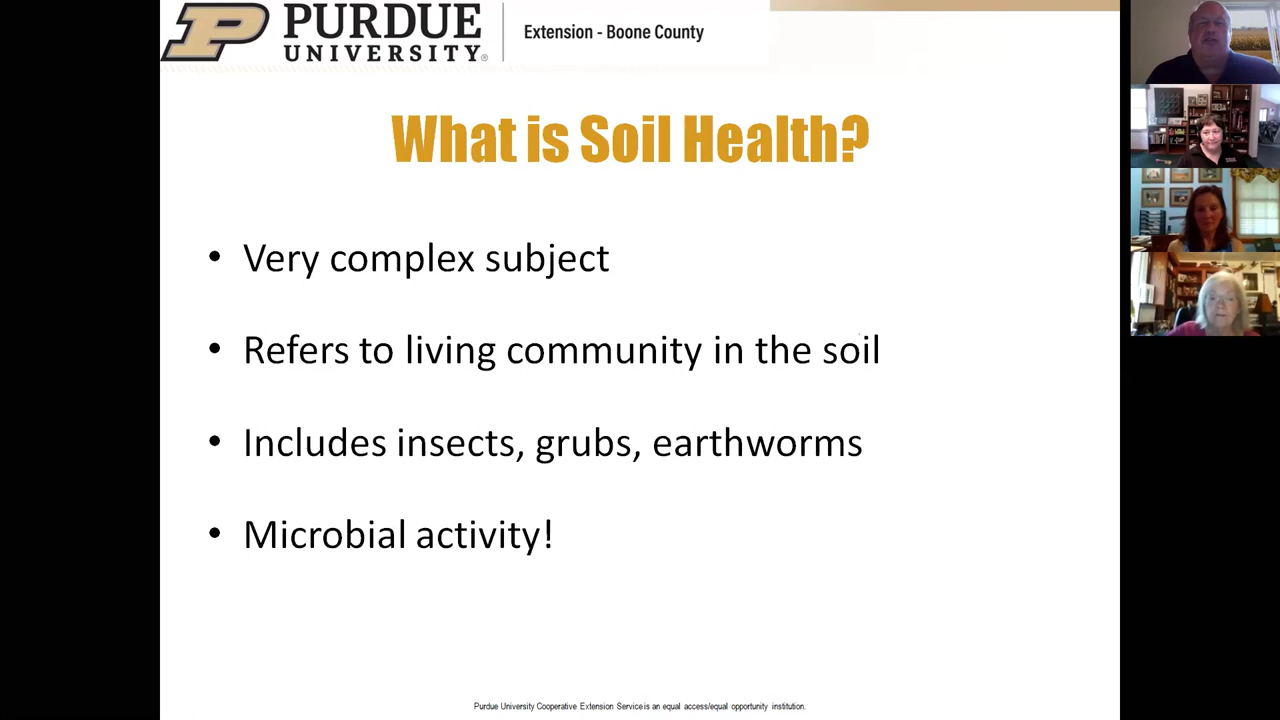 PURDUE
UNIVERSITY®
Extension - Boone County
What is Soil Health?
• Very complex subject
• Refers to living community in the soil
• Includes insects, grubs, earthworms
• Microbial activity!
Purdue University Cooperative Extension Service is an equal access/equal opportunity institution.